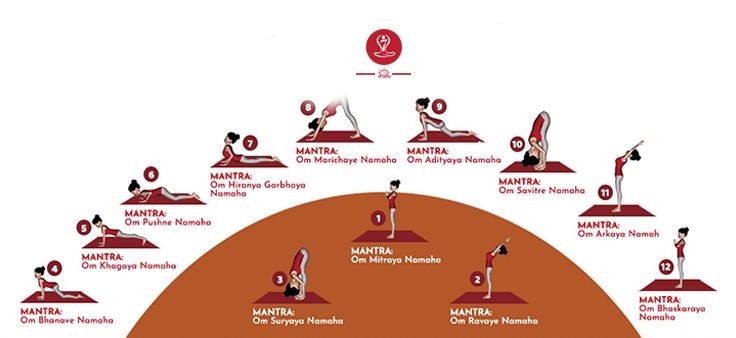 1
MANTRA:
Om Mitraya Namaha
2
MANTRA:
Om Ravaye Namaha
3
MANTRA:
Om Suryaya Namaha
4
MANTRA:
Om Bhanave Namaha
5
MANTRA:
Om Khagaya Namaha
6
MANTRA:
Om Pushne Namaha
7
MANTRA:
Om Hiranya Garbhaya
Namaha
8
MANTRA:
Om Marichaye Namaha
9
MANTRA:
Om Adityaya Namaha
10
MANTRA:
Om Savitre Namaha
11
MANTRA:
Om Arkaya Namah
12
MANTRA:
Om Bhaskaraya
Namaha